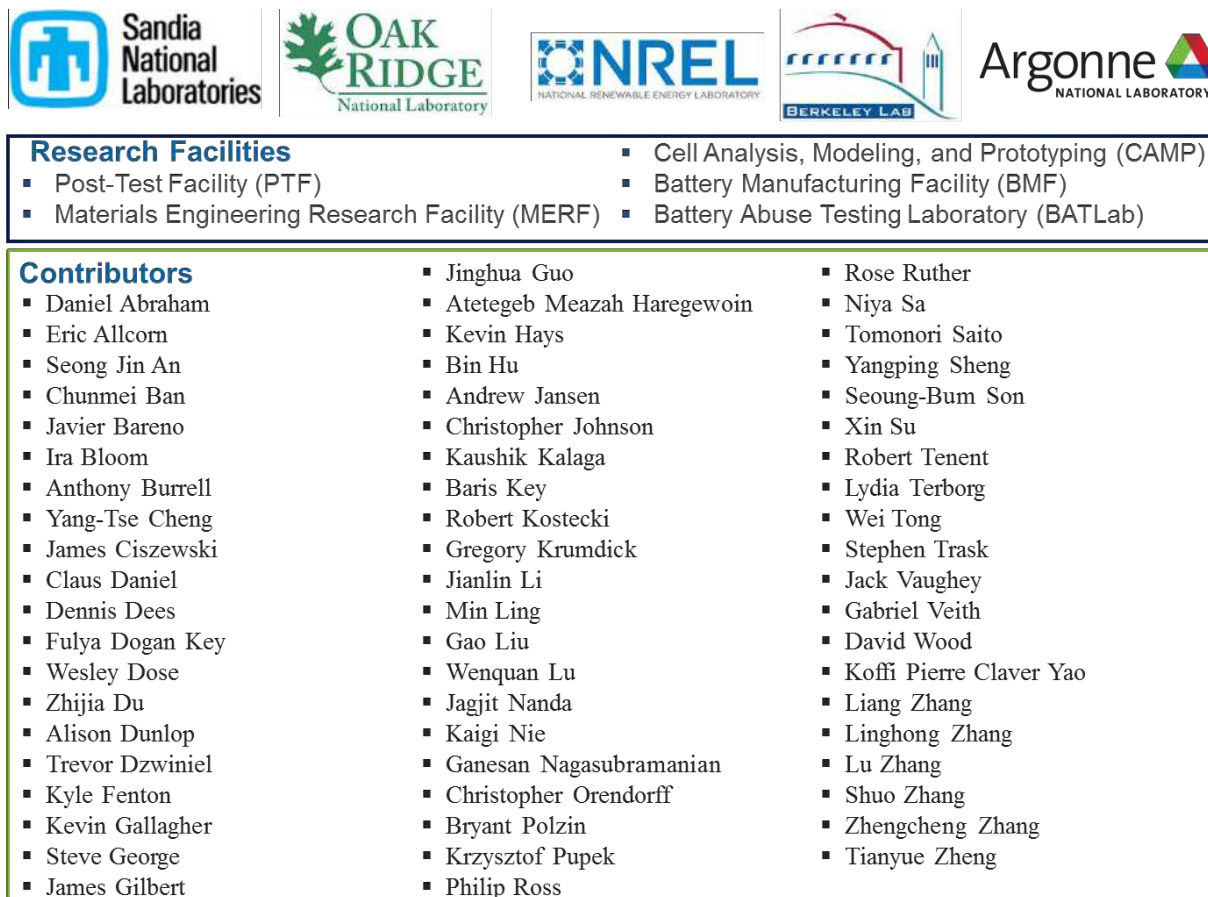 Sandia
National
Laboratories
OAK
RIDGE
National Laboratory
NREL
NATIONAL RENEWABLE ENERGY LABORATORY
BERKELEY LAB
Argonne
NATIONAL LABORATORY
Research Facilities
▪ Post-Test Facility (PTF)
▪ Materials Engineering Research Facility (MERF)
▪ Cell Analysis, Modeling, and Prototyping (CAMP)
▪ Battery Manufacturing Facility (BMF)
▪ Battery Abuse Testing Laboratory (BATLab)
Contributors
▪ Daniel Abraham
▪ Eric Allcorn
▪ Seong Jin An
▪ Chunmei Ban
▪ Javier Bareno
▪ Ira Bloom
▪ Anthony Burrell
▪ Yang-Tse Cheng
▪ James Ciszewski
▪ Claus Daniel
▪ Dennis Dees
▪ Fulya Dogan Key
▪ Wesley Dose
▪ Zhijia Du
▪ Alison Dunlop
▪ Trevor Dzwiniel
▪ Kyle Fenton
▪ Kevin Gallagher
▪ Steve George
▪ James Gilbert
▪ Jinghua Guo
▪ Atetegeb Meazah Haregewoin
▪ Kevin Hays
▪ Bin Hu
▪ Andrew Jansen
▪ Christopher Johnson
▪ Kaushik Kalaga
▪ Baris Key
▪ Robert Kostecki
▪ Gregory Krumdick
▪ Jianlin Li
▪ Min Ling
▪ Gao Liu
▪ Wenquan Lu
▪ Jagjit Nanda
▪ Kaigi Nie
▪ Ganesan Nagasubramanian
▪ Christopher Orendorff
▪ Bryant Polzin
▪ Krzysztof Pupek
▪ Philip Ross
▪ Rose Ruther
▪ Niya Sa
▪ Tomonori Saito
▪ Yangping Sheng
▪ Seoung-Bum Son
▪ Xin Su
▪ Robert Tenent
▪ Lydia Terborg
▪ Wei Tong
▪ Stephen Trask
▪ Jack Vaughey
▪ Gabriel Veith
▪ David Wood
▪ Koffi Pierre Claver Yao
▪ Liang Zhang
▪ Linghong Zhang
▪ Lu Zhang
▪ Shuo Zhang
▪ Zhengcheng Zhang
▪ Tianyue Zheng